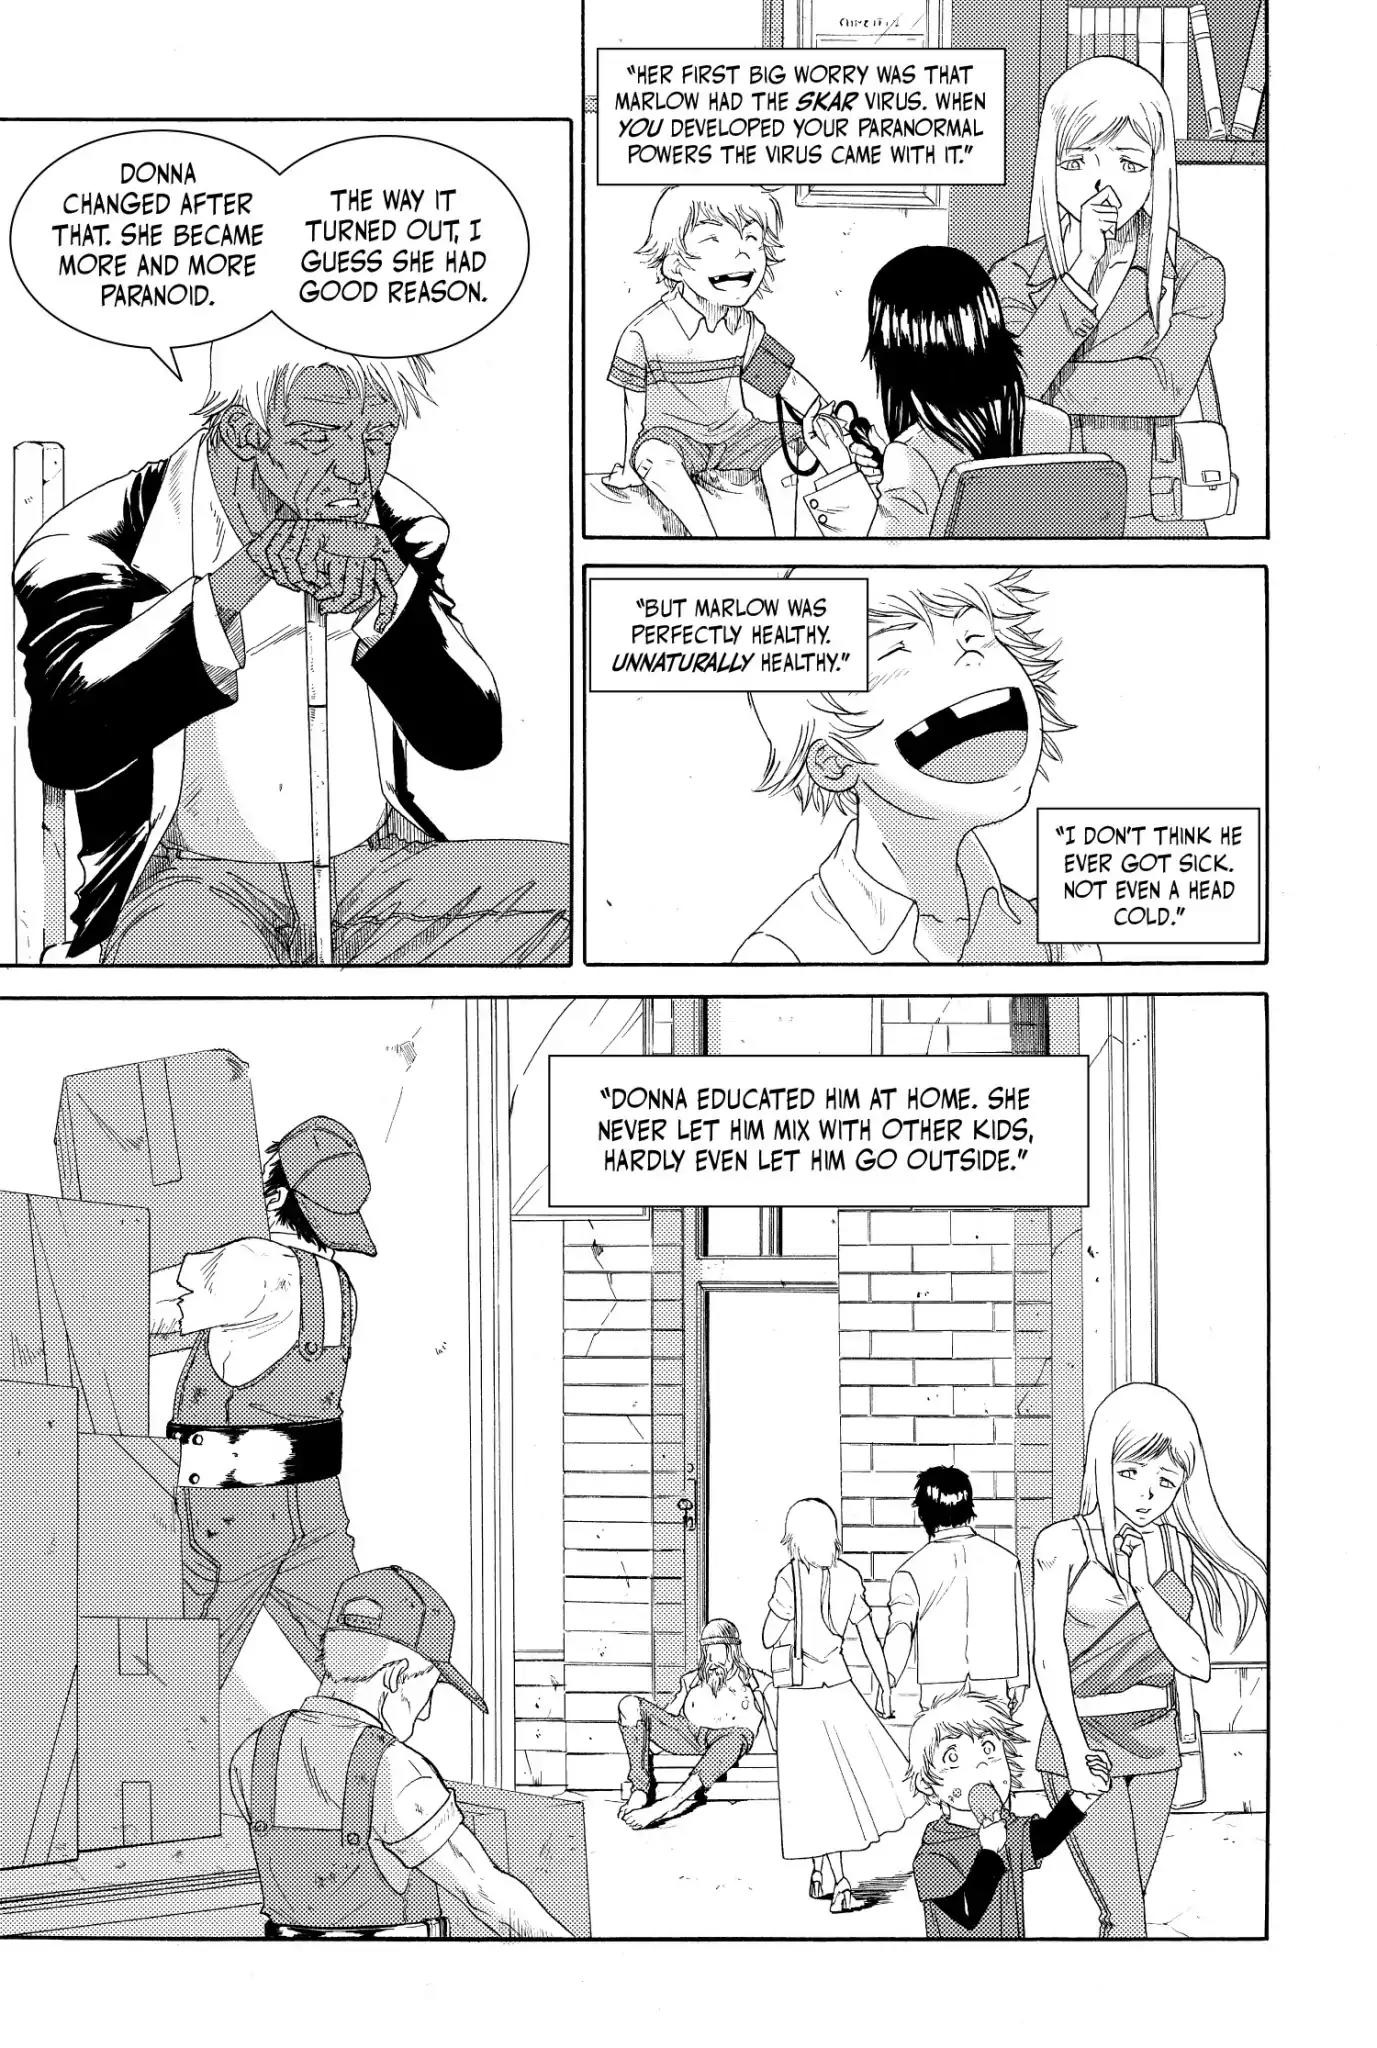 DONNA
CHANGED AFTER
THAT. SHE BECAME
MORE AND MORE
PARANOID.
THE WAY IT
TURNED OUT, I
GUESS SHE HAD
GOOD REASON.
"HER FIRST BIG WORRY WAS THAT
MARLOW HAD THE SKAR VIRUS. WHEN
YOU DEVELOPED YOUR PARANORMAL
POWERS THE VIRUS CAME WITH IT."
"BUT MARLOW WAS
PERFECTLY HEALTHY.
UNNATURALLY HEALTHY."
"I DON'T THINK HE
EVER GOT SICK.
NOT EVEN A HEAD
COLD."
"DONNA EDUCATED HIM AT HOME. SHE
NEVER LET HIM MIX WITH OTHER KIDS,
HARDLY EVEN LET HIM GO OUTSIDE."